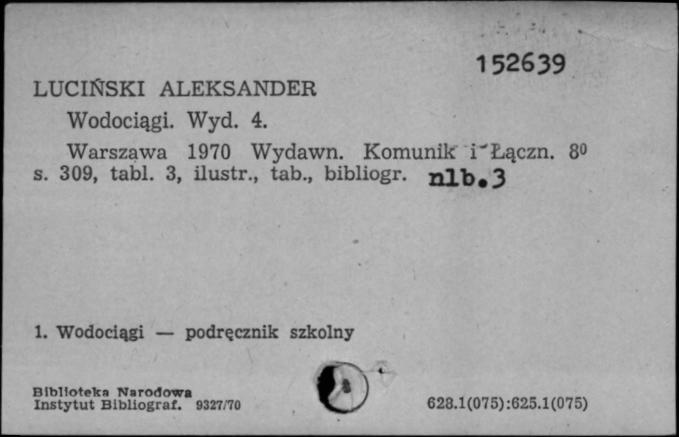 152639
LUCIŃSKI ALEKSANDER
Wodociągi. Wyd. 4.
Warszawa 1970 Wydawn. Komunik i Łączn. 8⁰
s. 309, tabl. 3, ilustr., tab., bibliogr. nlb.3
1. Wodociągi — podręcznik szkolny
Biblioteka Narodowa
Instytut Bibliograf. 9327/70
628.1(075):625.1(075)